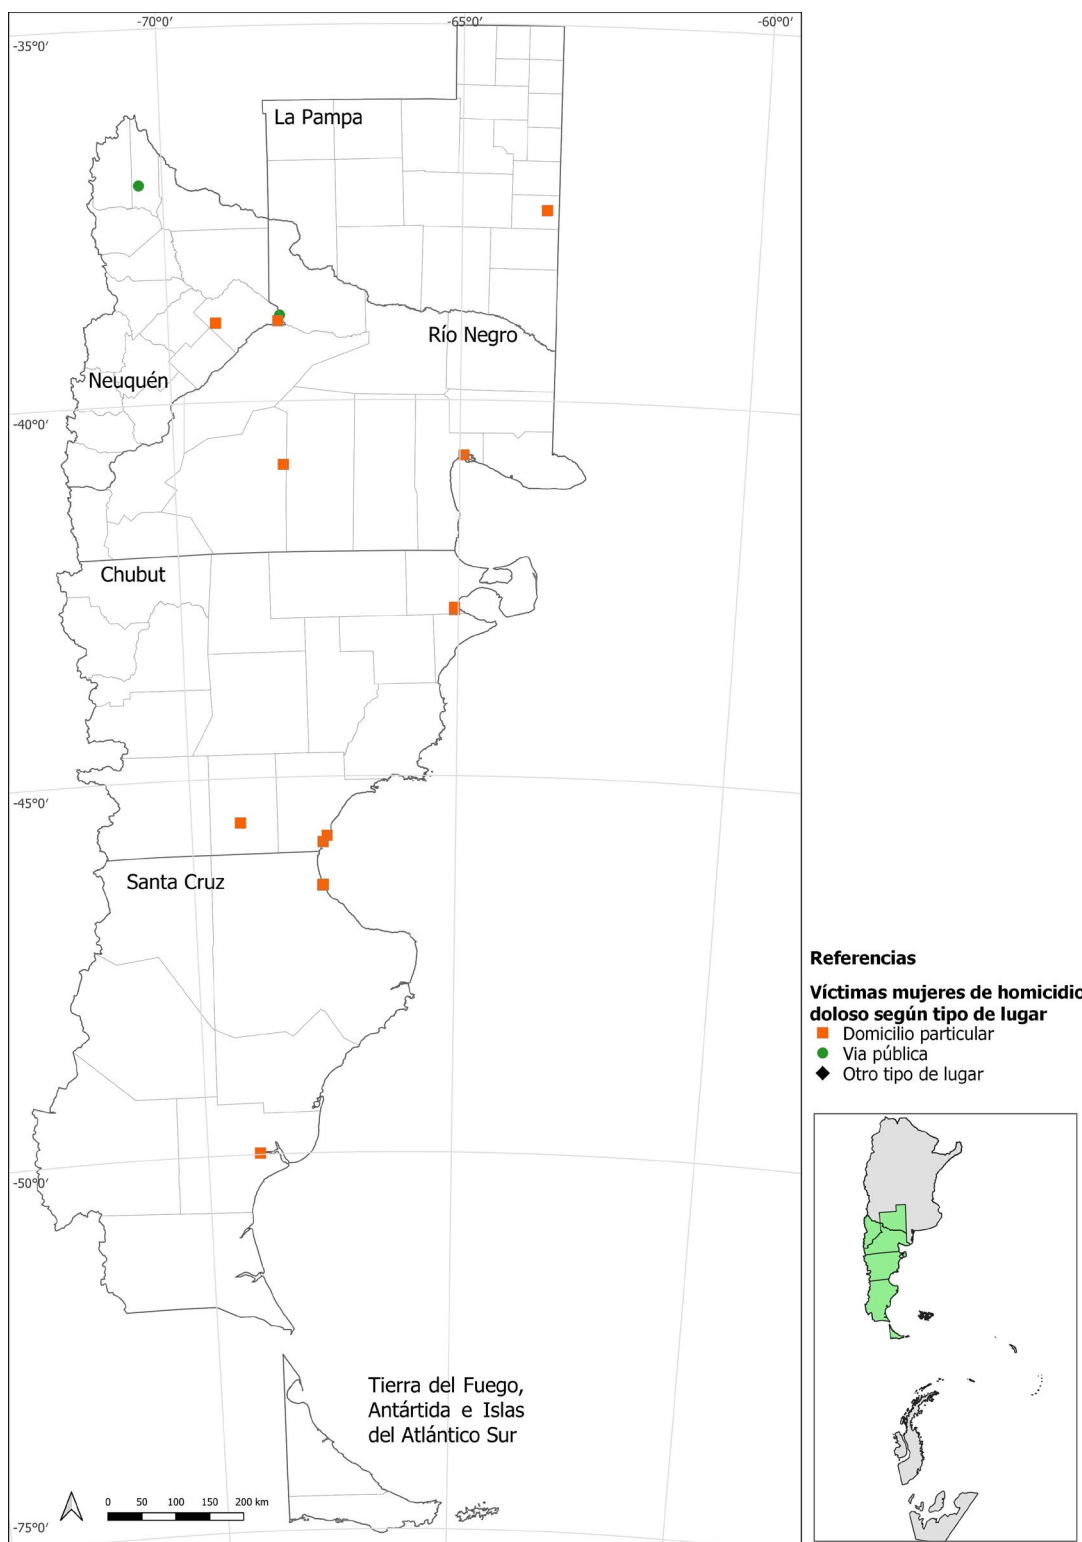 -70°0′
-65°0′
-60°0′
-35°0′
La Pampa
Río Negro
Neuquén
-40°0′
Chubut
-45°0′
Santa Cruz
Referencias
Víctimas mujeres de homicidio
doloso según tipo de lugar
Domicilio particular
Via pública
Otro tipo de lugar
-50°0′
Tierra del Fuego,
Antártida e Islas
del Atlántico Sur
0 50 100 150 200 km
-75°0′